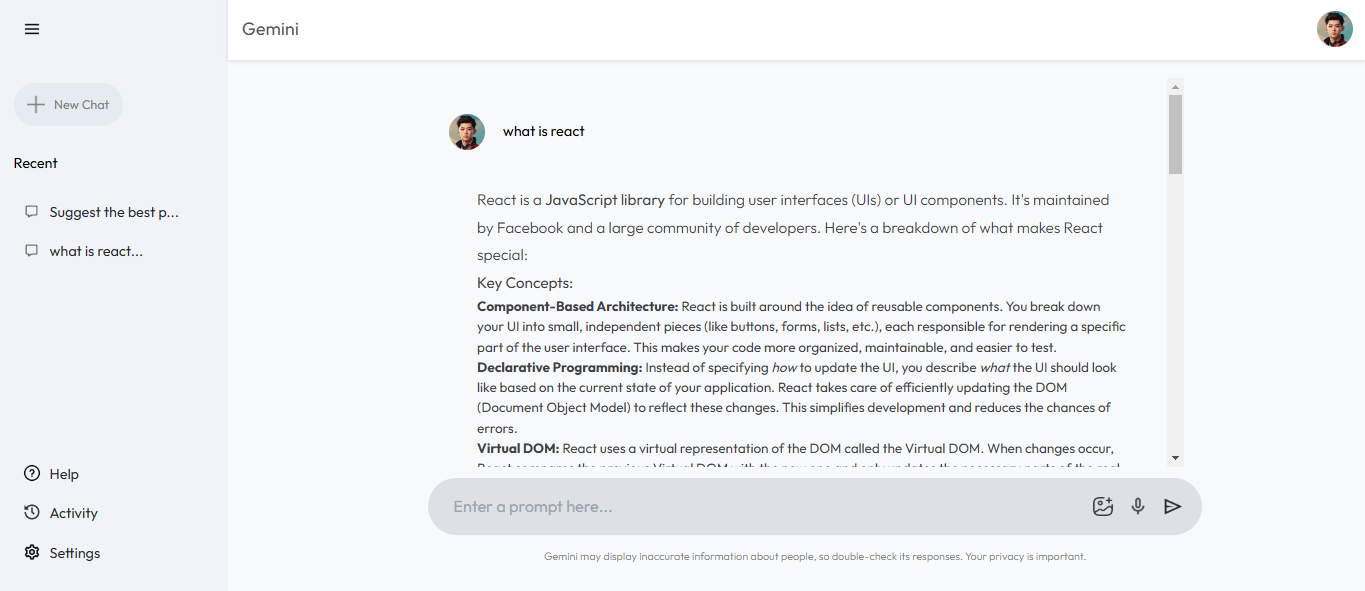 Gemini
New Chat
Recent
Suggest the best p...
what is react...
Help
Activity
Settings
what is react
React is a JavaScript library for building user interfaces (UIs) or UI components. It's maintained
by Facebook and a large community of developers. Here's a breakdown of what makes React
special:
Key Concepts:
Component-Based Architecture: React is built around the idea of reusable components. You break down
your UI into small, independent pieces (like buttons, forms, lists, etc.), each responsible for rendering a specific
part of the user interface. This makes your code more organized, maintainable, and easier to test.
Declarative Programming: Instead of specifying how to update the UI, you describe what the UI should look
like based on the current state of your application. React takes care of efficiently updating the DOM
(Document Object Model) to reflect these changes. This simplifies development and reduces the chances of
errors.
Virtual DOM: React uses a virtual representation of the DOM called the Virtual DOM. When changes occur,
Enter a prompt here...
Gemini may display inaccurate information about people, so double-check its responses. Your privacy is important.